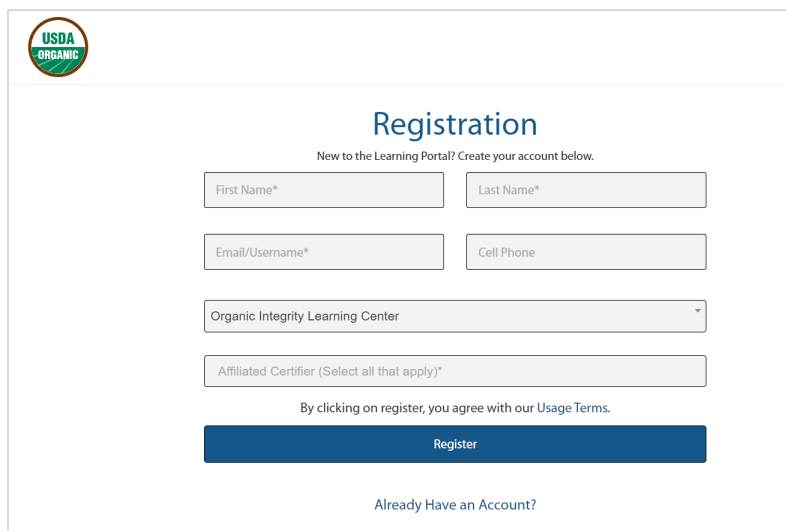 USDA
ORGANIC
Registration
New to the Learning Portal? Create your account below.
First Name*
Last Name*
Email/Username*
Cell Phone
Organic Integrity Learning Center
Affiliated Certifier (Select all that apply)*
By clicking on register, you agree with our Usage Terms.
Register
Already Have an Account?